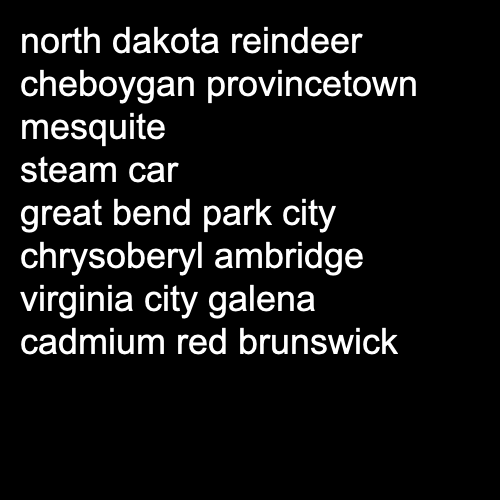 north dakota reindeer
cheboygan provincetown
mesquite
steam car
great bend park city
chrysoberyl ambridge
virginia city galena
cadmium red brunswick